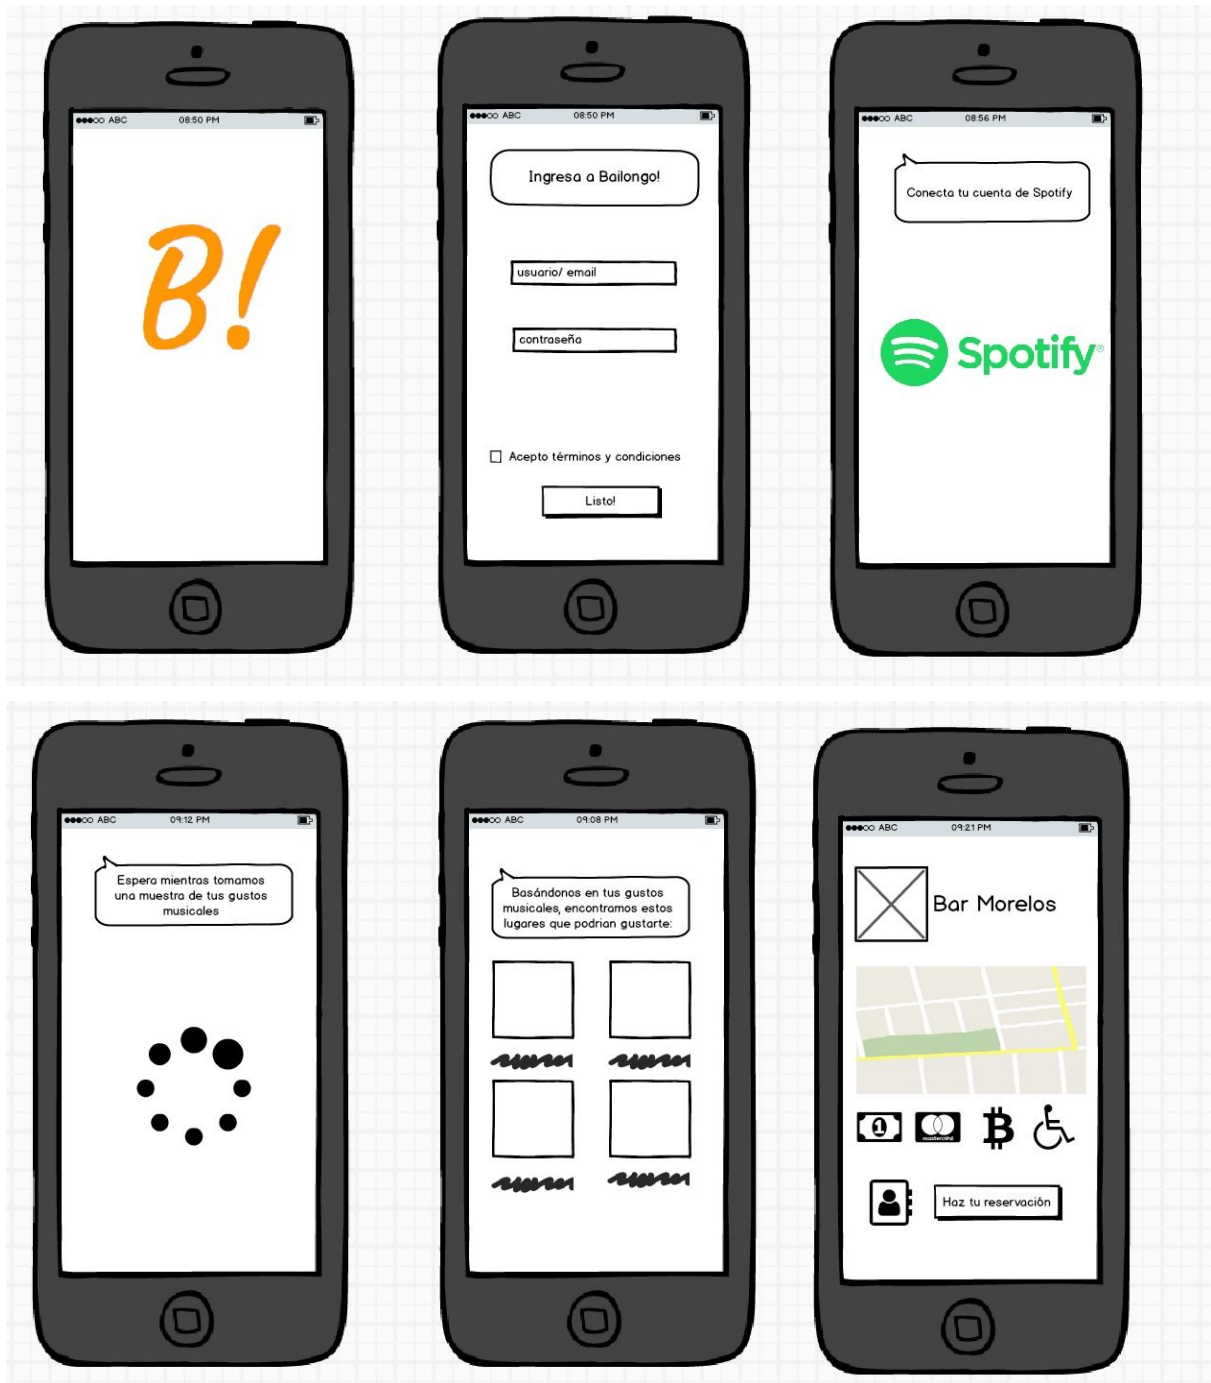 ABC 08:50 PM
B!
ABC 08:50 PM
Ingresa a Bailongo!
usuario/ email
contraseña
Acepto términos y condiciones
Listo!
ABC 08:56 PM
Conecta tu cuenta de Spotify
Spotify®
ABC 09:12 PM
Espera mientras tomamos
una muestra de tus gustos
musicales
ABC 09:08 PM
Basándonos en tus gustos
musicales, encontramos estos
lugares que podrian gustarte:
ABC 09:21 PM
Bar Morelos
1
mastercard
Haz tu reservación